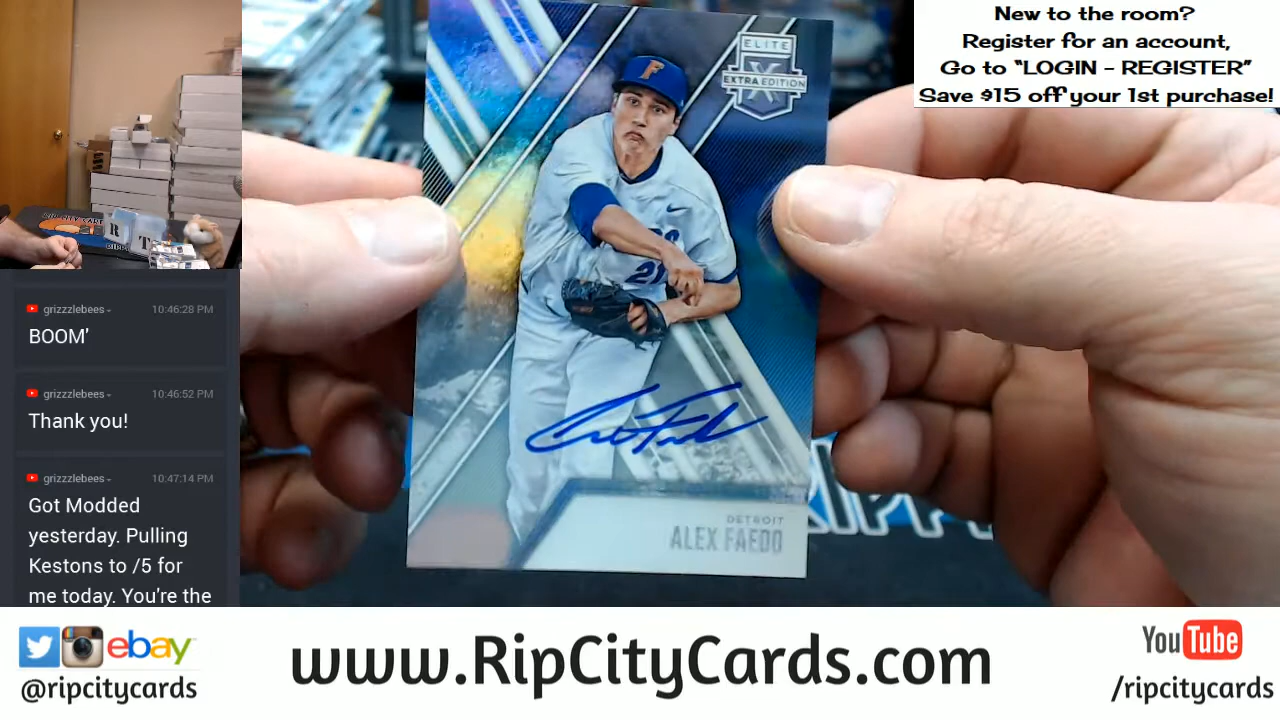 New to the room?
Register for an account,
Go to "LOGIN - REGISTER"
Save $15 off your 1st purchase!
ELITE
X
EXTRA EDITION
F
21
DETROIT
ALEX FAEDO
R T
grizzzlebees
10:46:28 PM
BOOM'
grizzzlebees
10:46:52 PM
Thank you!
grizzzlebees
10:47:14 PM
Got Modded
yesterday. Pulling
Kestons to /5 for
me today. You're the
ebay
@ripcitycards
www.RipCityCards.com
YouTube
/ripcitycards